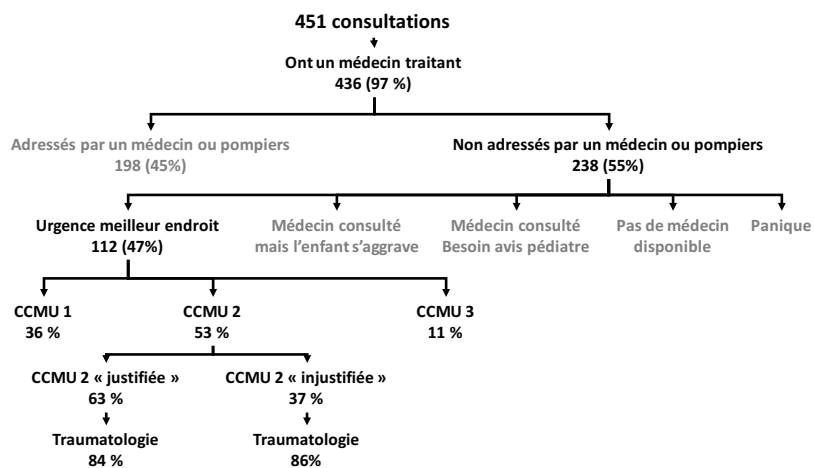 451 consultations
Ont un médecin traitant
436 (97 %)
Adressés par un médecin ou pompiers
198 (45%)
Non adressés par un médecin ou pompiers
238 (55%)
Urgence meilleur endroit
112 (47%)
Médecin consulté
mais l'enfant s'aggrave
Médecin consulté
Besoin avis pédiatre
Pas de médecin
disponible
Panique
CCMU 1
36 %
CCMU 2
53 %
CCMU 3
11 %
CCMU 2 « justifiée »
63 %
CCMU 2 « injustifiée »
37 %
Traumatologie
84 %
Traumatologie
86%